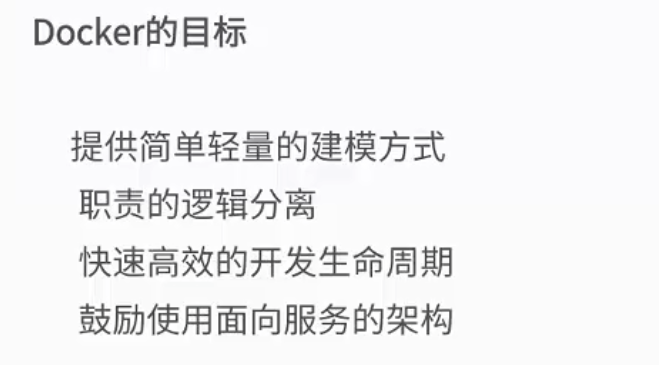 Docker的目标
提供简单轻量的建模方式
职责的逻辑分离
快速高效的开发生命周期
鼓励使用面向服务的架构